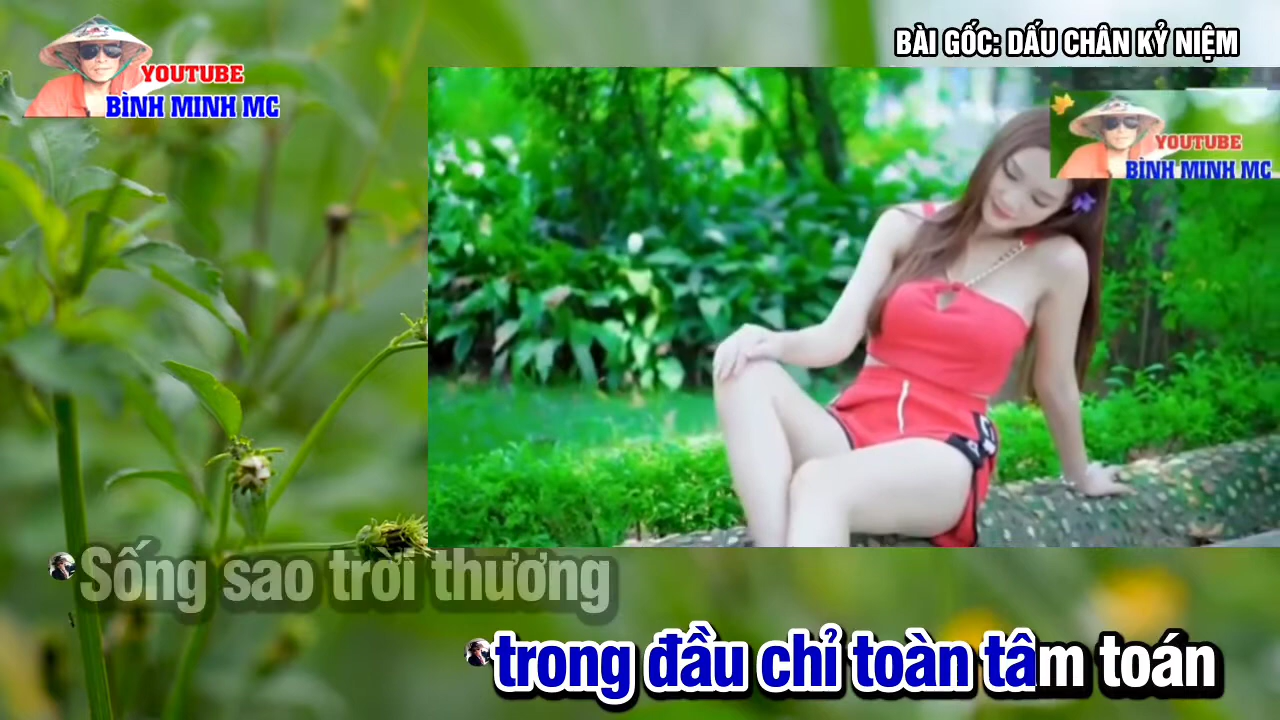 YOUTUBE
BÌNH MINH MC
BÀI GỐC: DẤU CHÂN KỶ NIỆM
YOUTUBE
BÌNH MINH MC
Sống sao trời thương
trong đầu chỉ toàn tâm toán